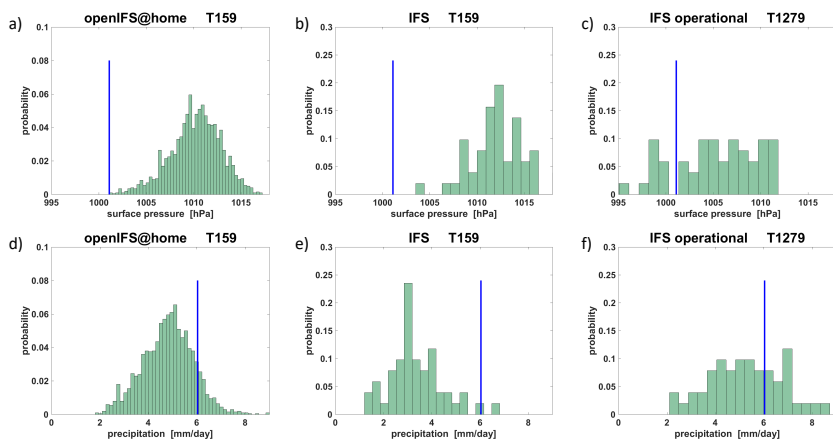 a) openIFS@home T159
0.1
0.08
0.06
0.04
0.02
0
probability
995 1000 1005 1010 1015
surface pressure [hPa]
b) IFS T159
0.3
0.25
0.2
0.15
0.1
0.05
0
probability
995 1000 1005 1010 1015
surface pressure [hPa]
c) IFS operational T1279
0.3
0.25
0.2
0.15
0.1
0.05
0
probability
995 1000 1005 1010 1015
surface pressure [hPa]
d) openIFS@home T159
0.1
0.08
0.06
0.04
0.02
0
probability
0 2 4 6 8
precipitation [mm/day]
e) IFS T159
0.3
0.25
0.2
0.15
0.1
0.05
0
probability
0 2 4 6 8
precipitation [mm/day]
f) IFS operational T1279
0.3
0.25
0.2
0.15
0.1
0.05
0
probability
0 2 4 6 8
precipitation [mm/day]